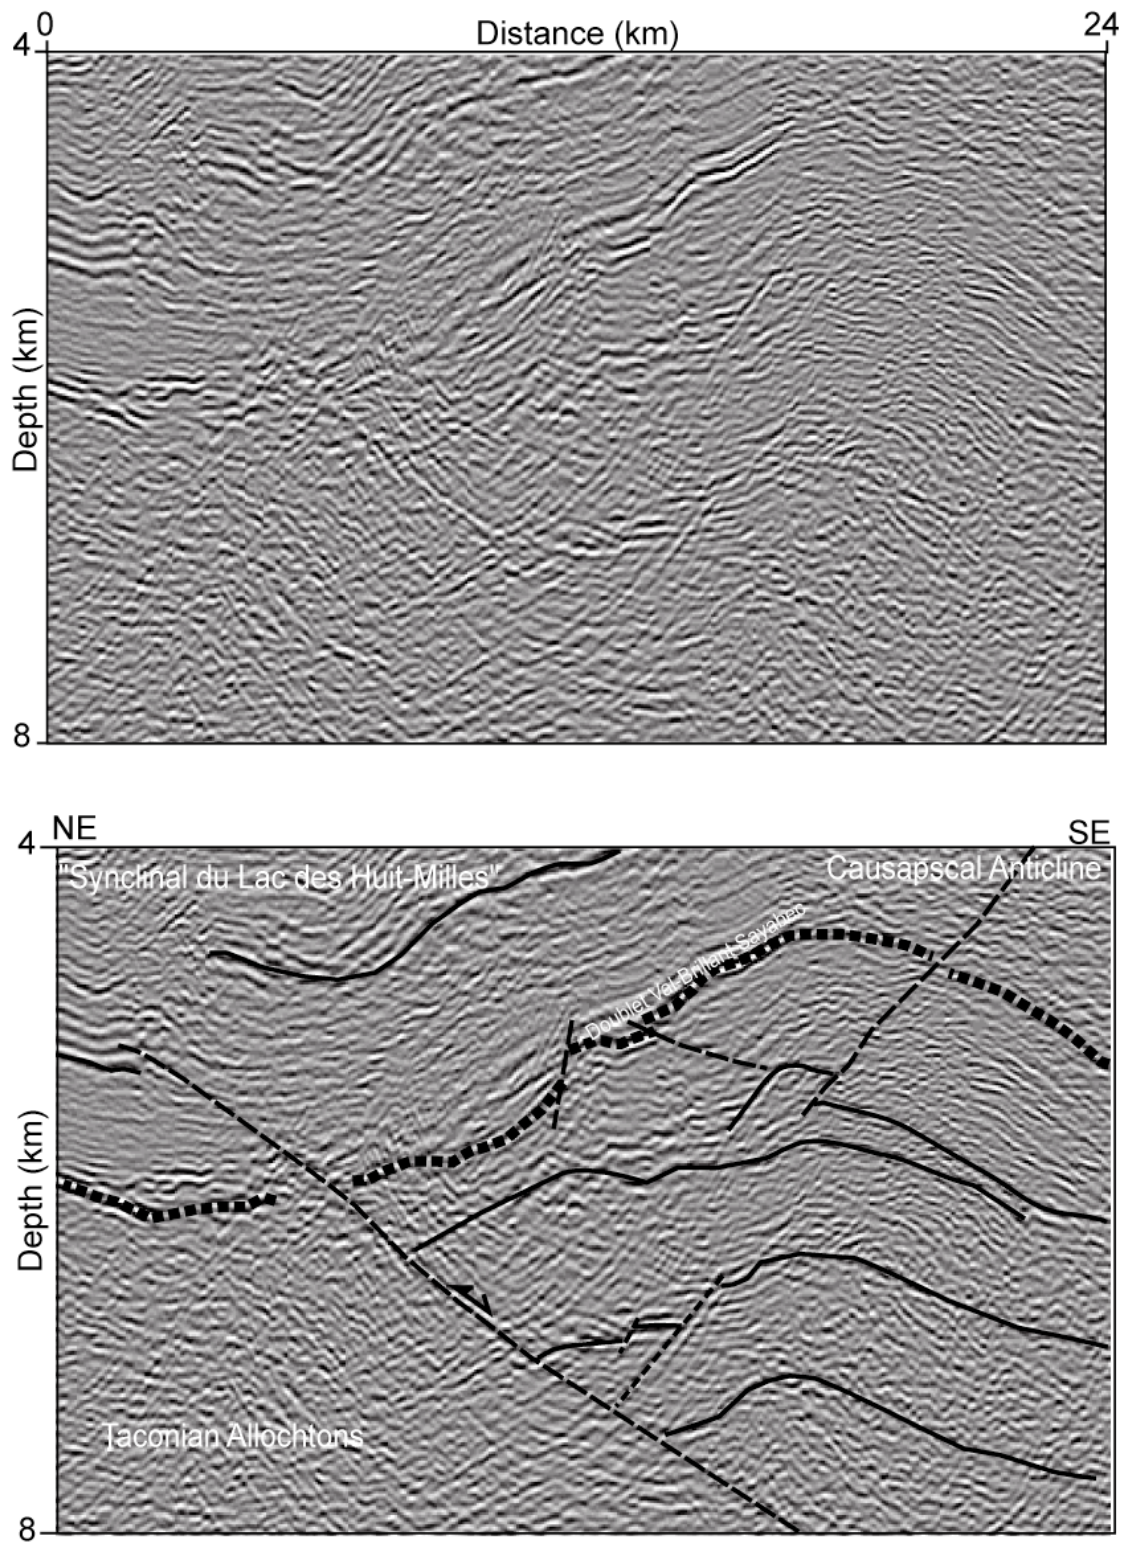 0
24
4
Distance (km)
Depth (km)
8
NE
SE
4
"Synclinal du Lac des Huit-Milles"
Causapscal Anticline
Doublet Val-Brillant-Sayabec
Depth (km)
Taconian Allochtons
8